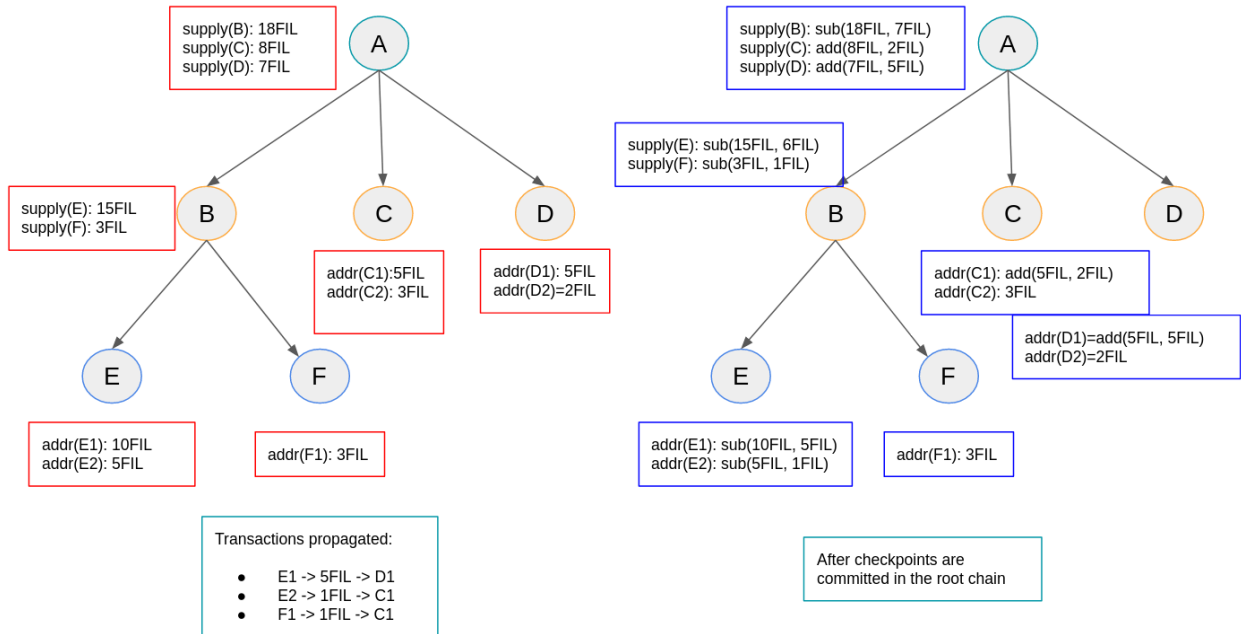 supply(B): 18FIL
supply(C): 8FIL
supply(D): 7FIL
A
supply(E): 15FIL
supply(F): 3FIL
B
C
D
addr(C1):5FIL
addr(C2): 3FIL
addr(D1): 5FIL
addr(D2)=2FIL
E
F
addr(E1): 10FIL
addr(E2): 5FIL
addr(F1): 3FIL
Transactions propagated:
● E1 -> 5FIL -> D1
● E2 -> 1FIL -> C1
● F1 -> 1FIL -> C1
supply(B): sub(18FIL, 7FIL)
supply(C): add(8FIL, 2FIL)
supply(D): add(7FIL, 5FIL)
A
supply(E): sub(15FIL, 6FIL)
supply(F): sub(3FIL, 1FIL)
B
C
D
addr(C1): add(5FIL, 2FIL)
addr(C2): 3FIL
addr(D1)=add(5FIL, 5FIL)
addr(D2)=2FIL
E
F
addr(E1): sub(10FIL, 5FIL)
addr(E2): sub(5FIL, 1FIL)
addr(F1): 3FIL
After checkpoints are
committed in the root chain